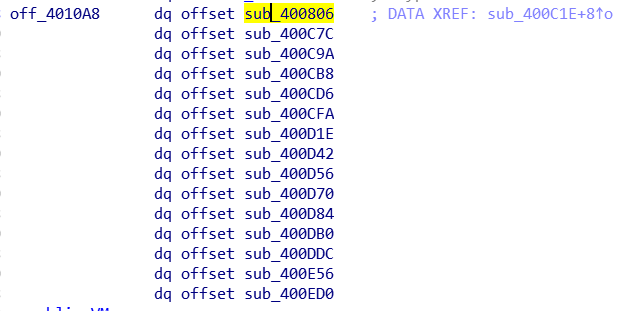 off_4010A8 dq offset sub_400806 ; DATA XREF: sub_400C1E+8↑o
dq offset sub_400C7C
dq offset sub_400C9A
dq offset sub_400CB8
dq offset sub_400CD6
dq offset sub_400CFA
dq offset sub_400D1E
dq offset sub_400D42
dq offset sub_400D56
dq offset sub_400D70
dq offset sub_400D84
dq offset sub_400DB0
dq offset sub_400DDC
dq offset sub_400E56
dq offset sub_400ED0